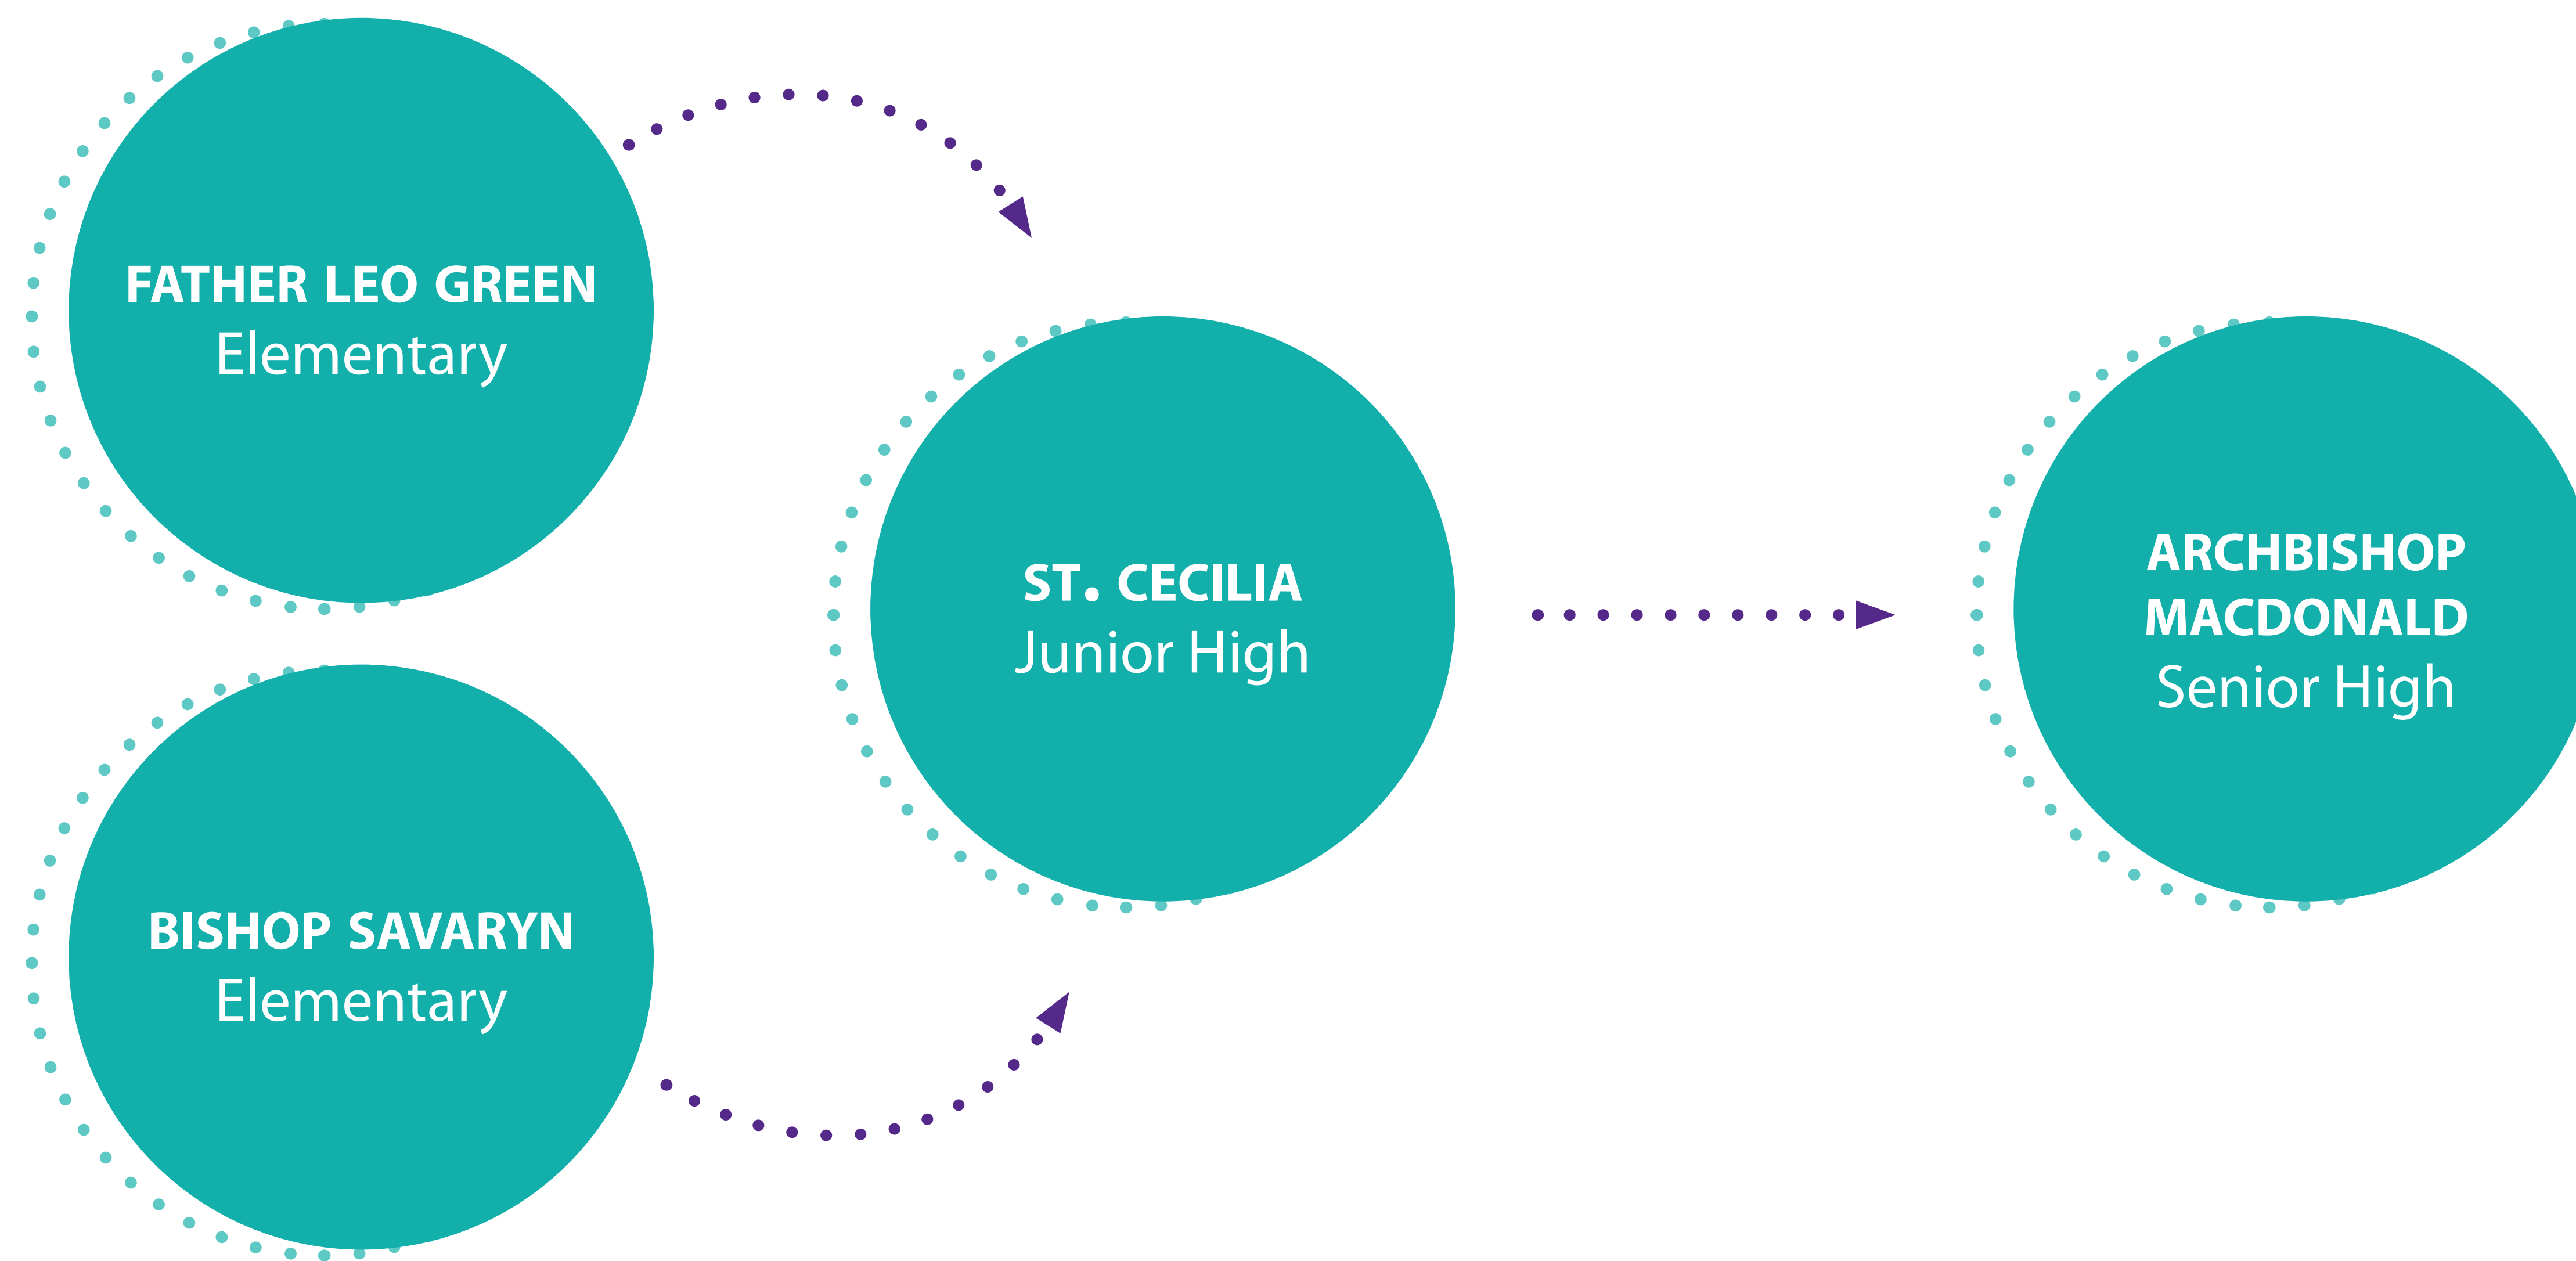 FATHER LEO GREEN
Elementary
ST. CECILIA
Junior High
ARCHBISHOP
MACDONALD
Senior High
BISHOP SAVARYN
Elementary